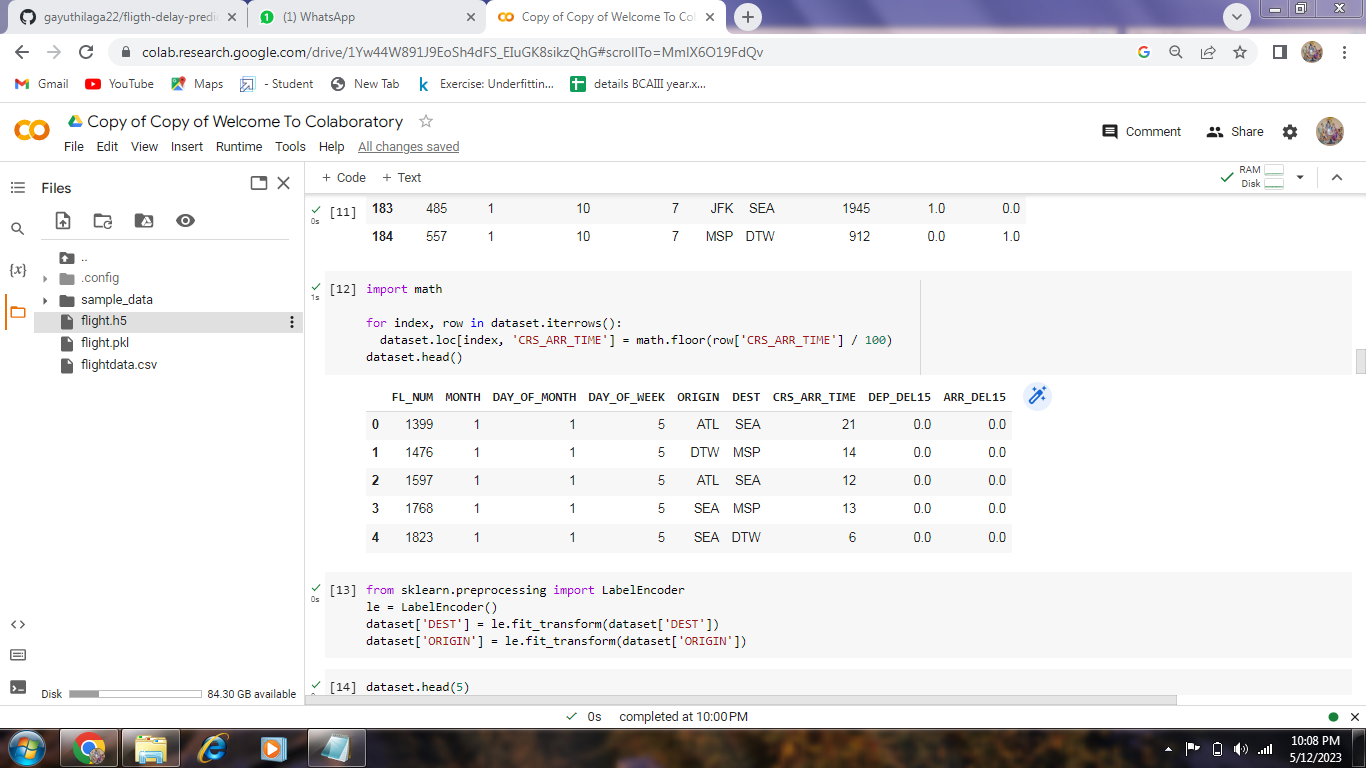 gayuthilaga22/fligth-delay-predi
(1) WhatsApp
Copy of Copy of Welcome To Col
colab.research.google.com/drive/1Yw44W891J9EoSh4dFS_EIuGK8sikzQhG#scrollTo=MmIX6O19FdQv
Gmail YouTube Maps - Student New Tab Exercise: Underfittin... details BCAIII year.x...
Copy of Copy of Welcome To Colaboratory
Comment Share
File Edit View Insert Runtime Tools Help All changes saved
Files
+ Code + Text
RAM
Disk
{x}
..
.config
sample_data
flight.h5
flight.pkl
flightdata.csv
Disk 84.30 GB available
[11] 183 485 1 10 7 JFK SEA 1945 1.0 0.0
0s
184 557 1 10 7 MSP DTW 912 0.0 1.0
[12] import math
1s
for index, row in dataset.iterrows():
dataset.loc[index, 'CRS_ARR_TIME'] = math.floor(row['CRS_ARR_TIME'] / 100)
dataset.head()
FL_NUM MONTH DAY_OF_MONTH DAY_OF_WEEK ORIGIN DEST CRS_ARR_TIME DEP_DEL15 ARR_DEL15
0 1399 1 1 5 ATL SEA 21 0.0 0.0
1 1476 1 1 5 DTW MSP 14 0.0 0.0
2 1597 1 1 5 ATL SEA 12 0.0 0.0
3 1768 1 1 5 SEA MSP 13 0.0 0.0
4 1823 1 1 5 SEA DTW 6 0.0 0.0
[13] from sklearn.preprocessing import LabelEncoder
0s
le = LabelEncoder()
dataset['DEST'] = le.fit_transform(dataset['DEST'])
dataset['ORIGIN'] = le.fit_transform(dataset['ORIGIN'])
[14] dataset.head(5)
0s completed at 10:00 PM
10:08 PM
5/12/2023